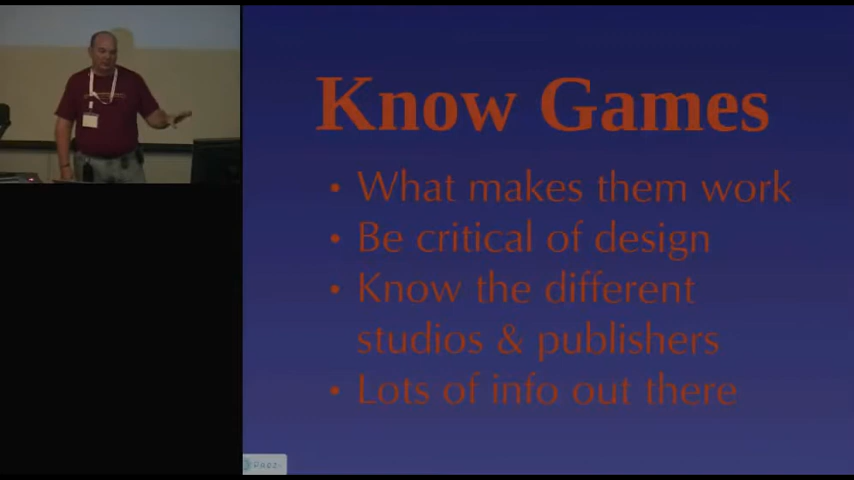 Know Games
• What makes them work
• Be critical of design
• Know the different
studios & publishers
• Lots of info out there